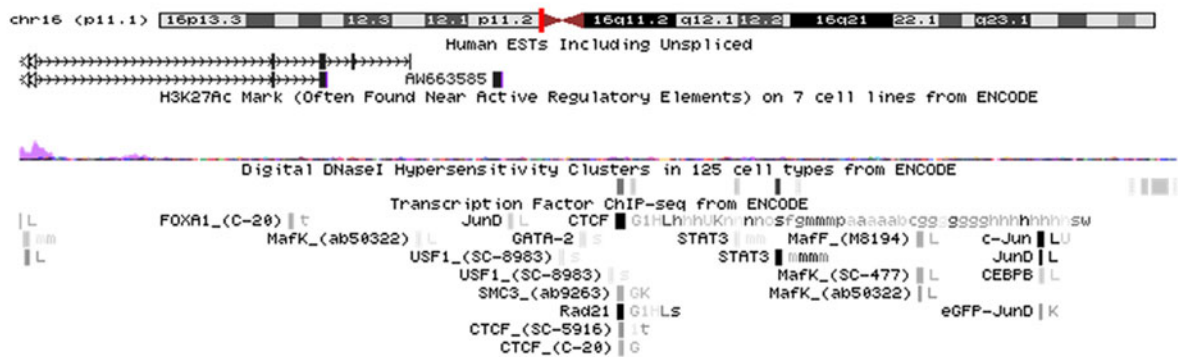 chr16 (p11.1) 16p13.3 12.3 12.1 p11.2 16q11.2 q12.1 12.2 16q21 22.1 q23.1
Human ESTs Including Unspliced
AW663585
H3K27Ac Mark (Often Found Near Active Regulatory Elements) on 7 cell lines from ENCODE
Digital DNaseI Hypersensitivity Clusters in 125 cell types from ENCODE
Transcription Factor ChIP-seq from ENCODE
L FOXA1_(C-20) t JunD L CTCF
mm MafK_(ab50322) L GATA-2 s STAT3 mm MafF_(M8194) L c-Jun LU
L USF1_(SC-8983) s STAT3 mmmm JunD L
USF1_(SC-8983) s MafK_(SC-477) L CEBPB L
SMC3_(ab9263) GK MafK_(ab50322) L
Rad21 G1HLs eGFP-JunD K
CTCF_(SC-5916) 1t
CTCF_(C-20) G